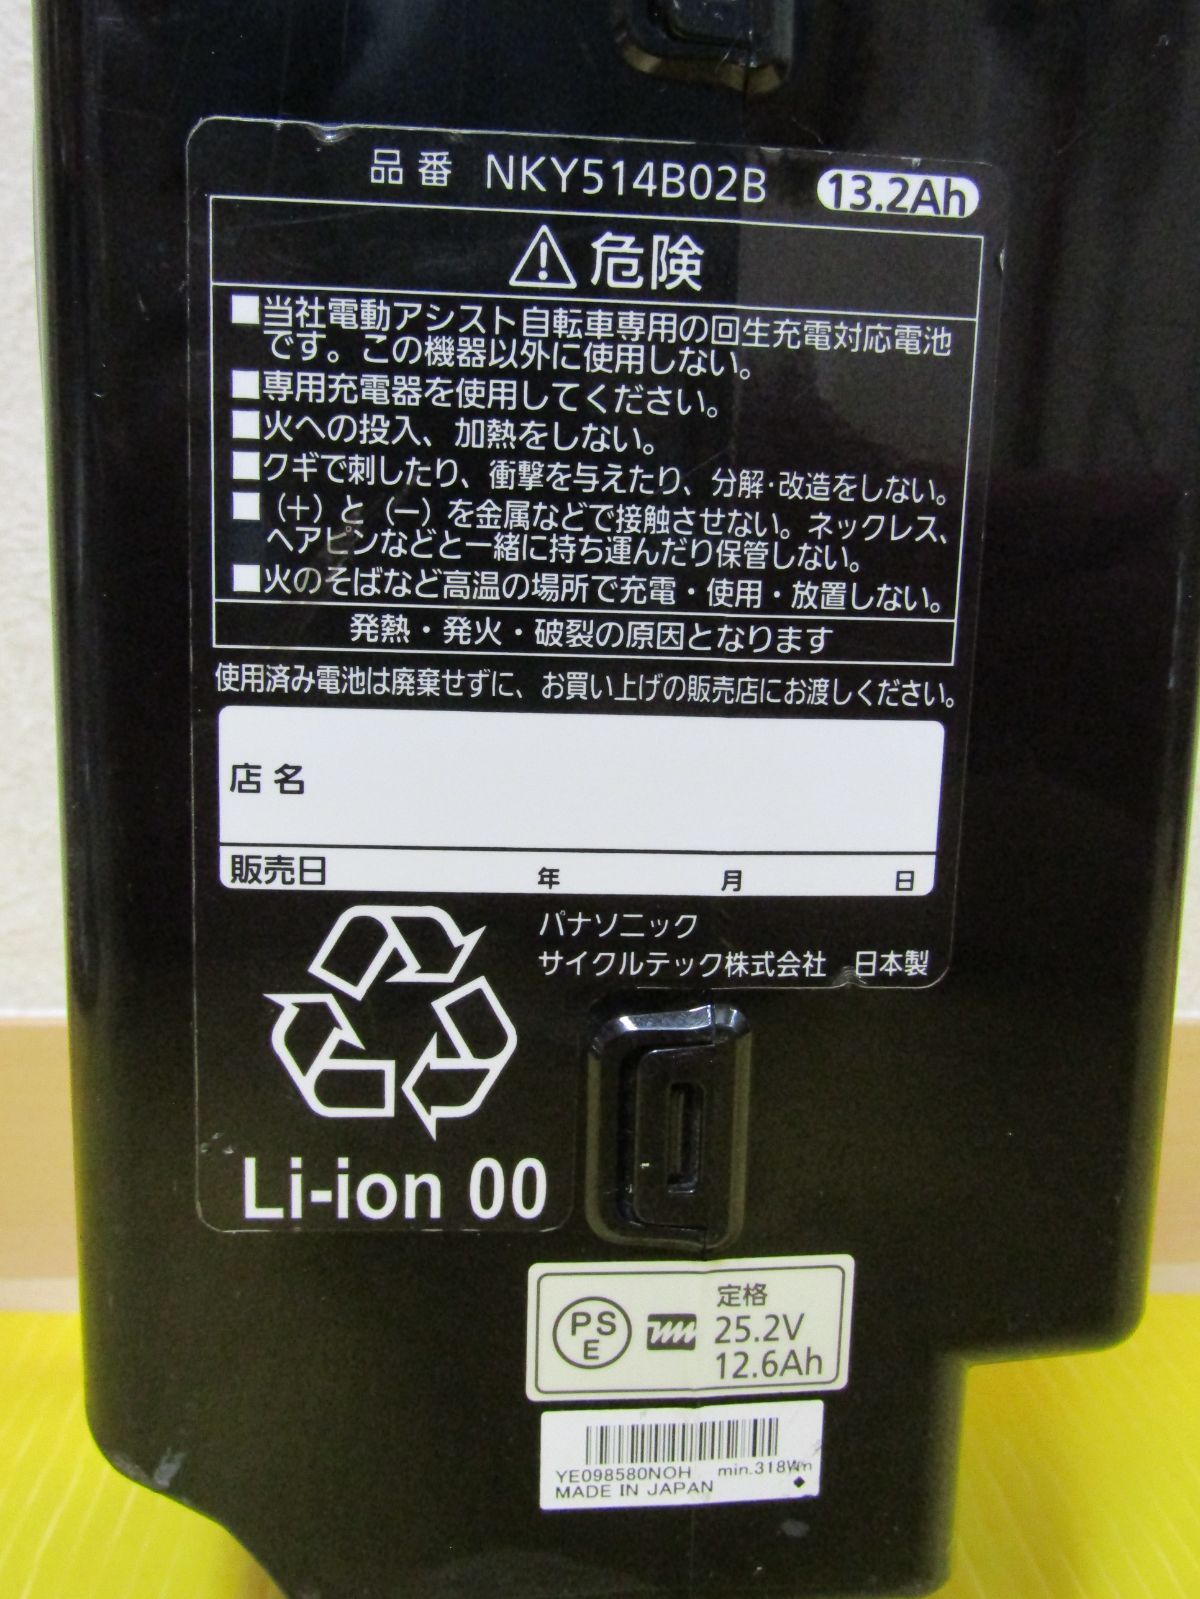 品番 NKY514B02B 13.2Ah
危険
■当社電動アシスト自転車専用の回生充電対応電池
です。この機器以外に使用しない。
■専用充電器を使用してください。
■火への投入、加熱をしない。
■クギで刺したり、衝撃を与えたり、分解・改造をしない。
■（＋）と（－）を金属などで接触させない。ネックレス、
ヘアピンなどと一緒に持ち運んだり保管しない。
■火のそばなど高温の場所で充電・使用・放置しない。
発熱・発火・破裂の原因となります
使用済み電池は廃棄せずに、お買い上げの販売店にお渡しください。
店名
販売日 年 月 日
パナソニック
サイクルテック株式会社 日本製
Li-ion 00
PSE
定格
25.2V
12.6Ah
YE098580NOH min.318Wh
MADE IN JAPAN